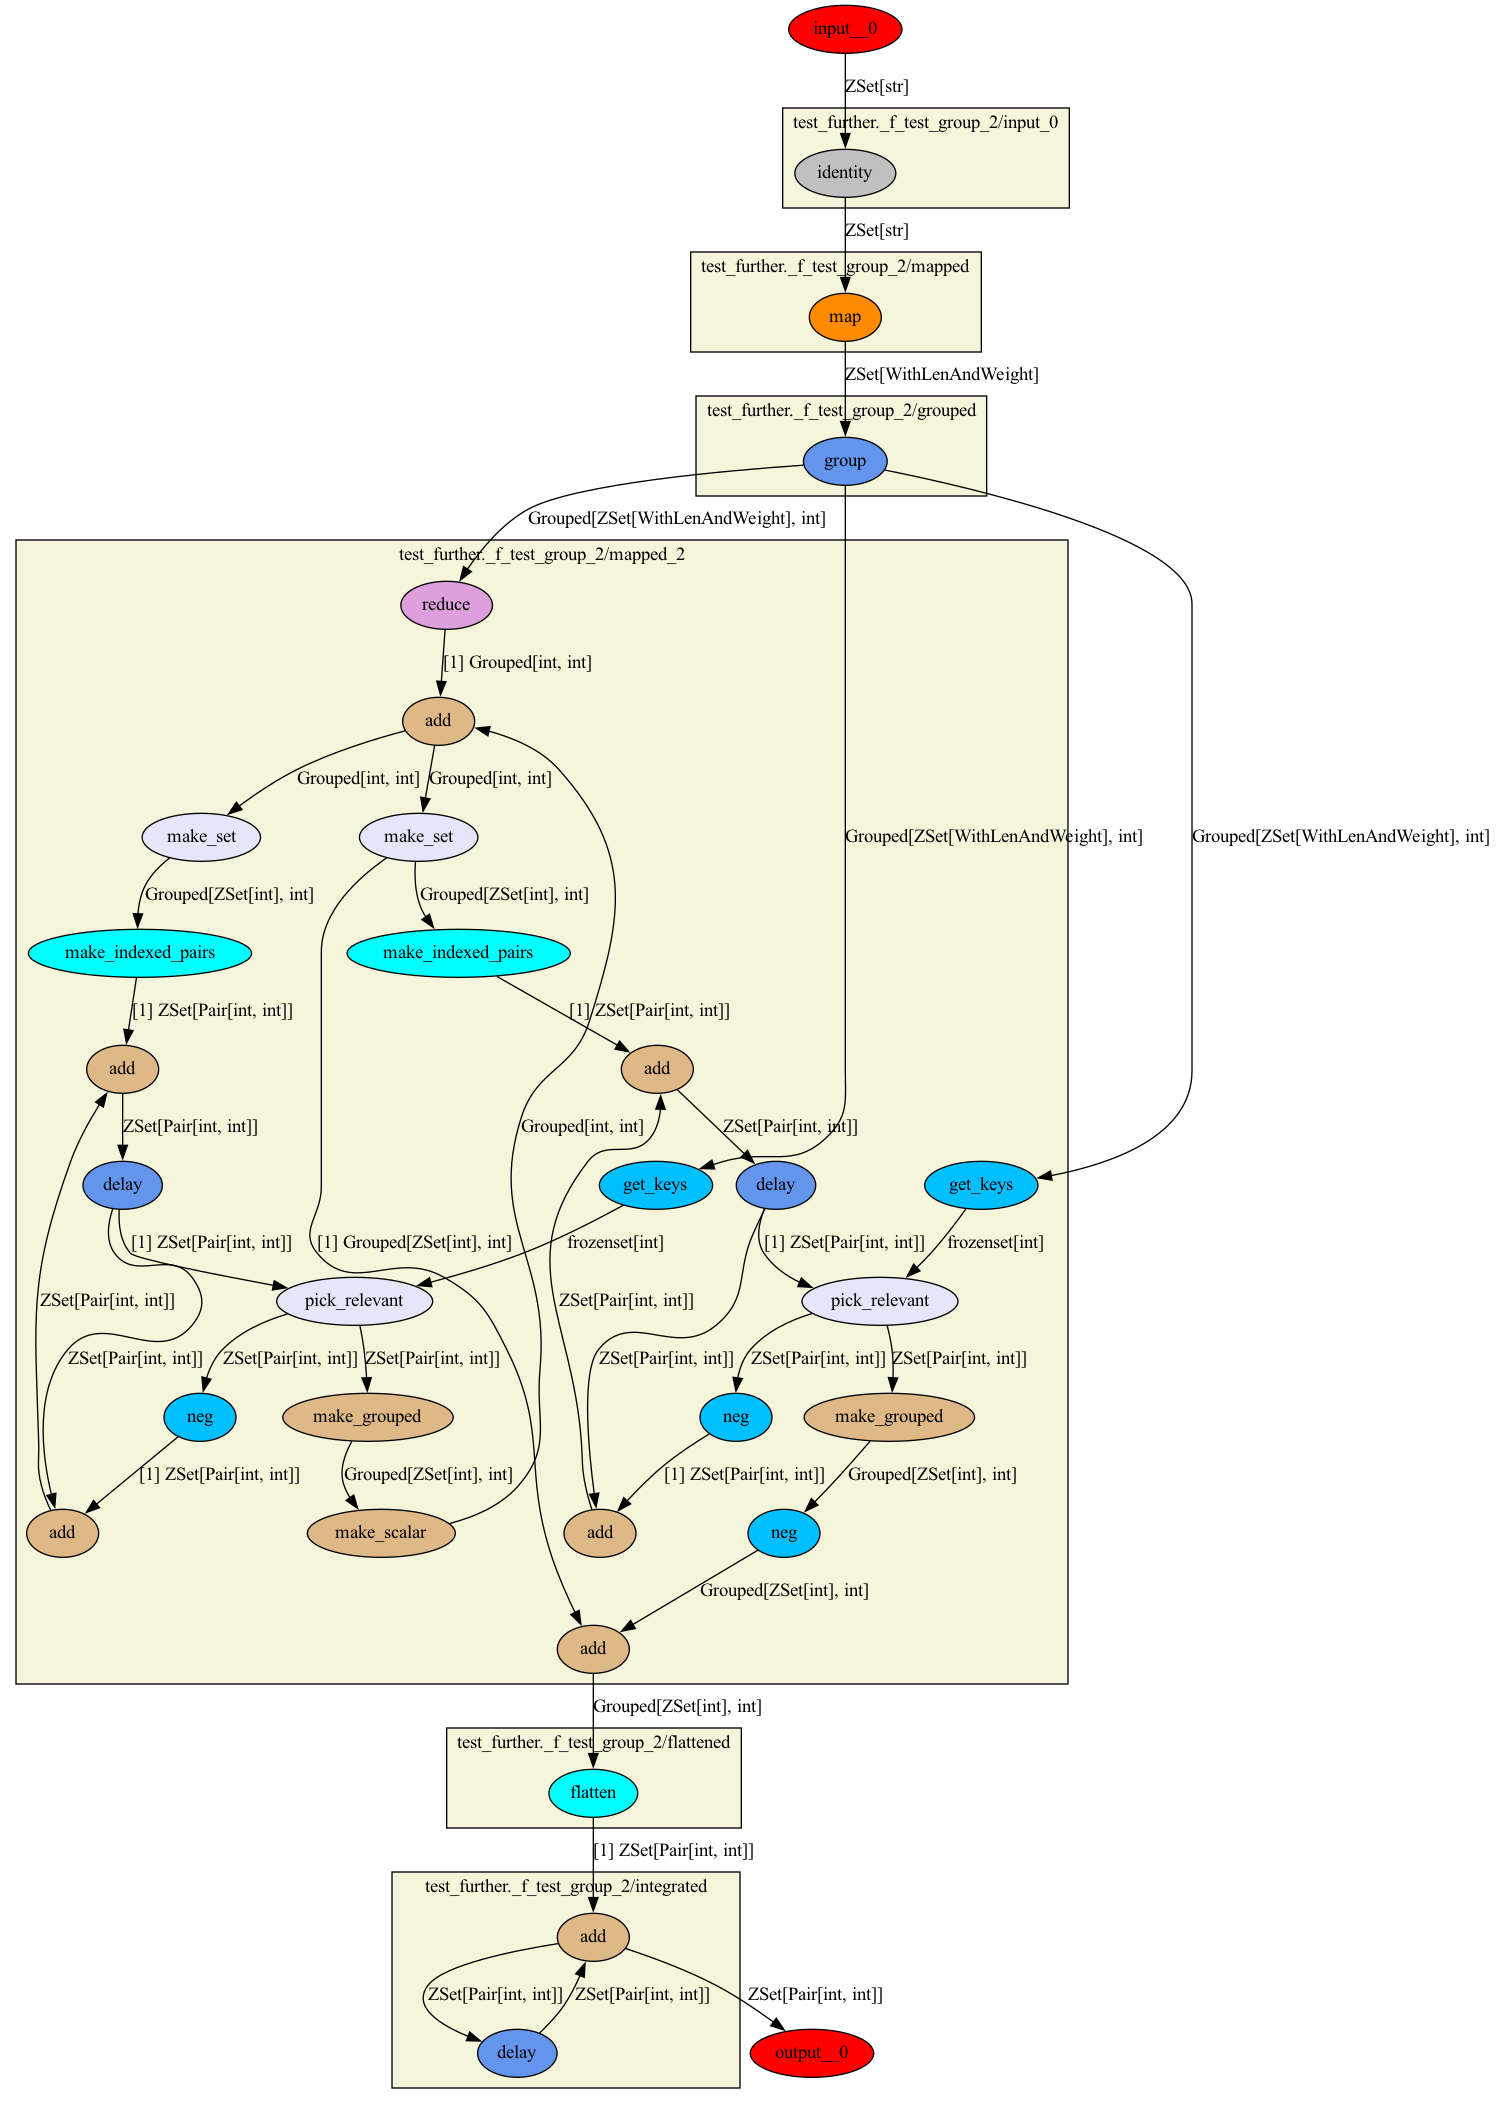 input__0
ZSet[str]
test_further._f_test_group_2/input_0
identity
ZSet[str]
test_further._f_test_group_2/mapped
map
ZSet[WithLenAndWeight]
test_further._f_test_group_2/grouped
group
Grouped[ZSet[WithLenAndWeight], int]
test_further._f_test_group_2/mapped_2
reduce
[1] Grouped[int, int]
add
Grouped[int, int]
Grouped[int, int]
make_set
make_set
Grouped[ZSet[WithLenAndWeight], int]
Grouped[ZSet[WithLenAndWeight], int]
Grouped[ZSet[int], int]
Grouped[ZSet[int], int]
make_indexed_pairs
make_indexed_pairs
[1] ZSet[Pair[int, int]]
[1] ZSet[Pair[int, int]]
add
add
ZSet[Pair[int, int]]
Grouped[int, int]
ZSet[Pair[int, int]]
delay
get_keys
delay
get_keys
[1] ZSet[Pair[int, int]]
[1] Grouped[ZSet[int], int]
frozenset[int]
[1] ZSet[Pair[int, int]]
frozenset[int]
ZSet[Pair[int, int]]
pick_relevant
ZSet[Pair[int, int]]
pick_relevant
ZSet[Pair[int, int]]
ZSet[Pair[int, int]]
ZSet[Pair[int, int]]
ZSet[Pair[int, int]]
ZSet[Pair[int, int]]
ZSet[Pair[int, int]]
neg
make_grouped
neg
make_grouped
[1] ZSet[Pair[int, int]]
Grouped[ZSet[int], int]
[1] ZSet[Pair[int, int]]
Grouped[ZSet[int], int]
add
make_scalar
add
neg
Grouped[ZSet[int], int]
add
Grouped[ZSet[int], int]
test_further._f_test_group_2/flattened
flatten
[1] ZSet[Pair[int, int]]
test_further._f_test_group_2/integrated
add
ZSet[Pair[int, int]]
ZSet[Pair[int, int]]
ZSet[Pair[int, int]]
delay
output__0